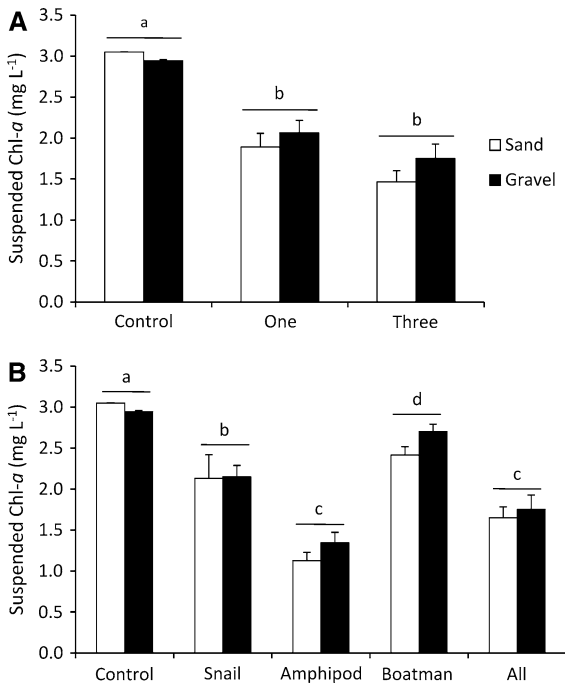 A
Suspended Chl-a (mg L⁻¹)
3.5
3.0
2.5
2.0
1.5
1.0
0.5
0.0
a
b
b
Sand
Gravel
Control One Three
B
Suspended Chl-a (mg L⁻¹)
3.5
3.0
2.5
2.0
1.5
1.0
0.5
0.0
a
b
c
d
c
Control Snail Amphipod Boatman All